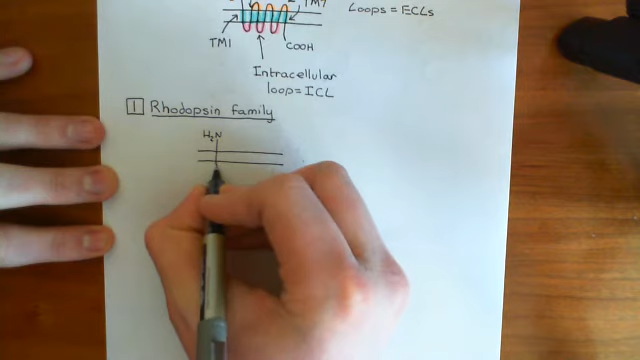 TM7
Loops = ECLs
TM1
COOH
Intracellular
loop = ICL
1 Rhodopsin family
H₂N